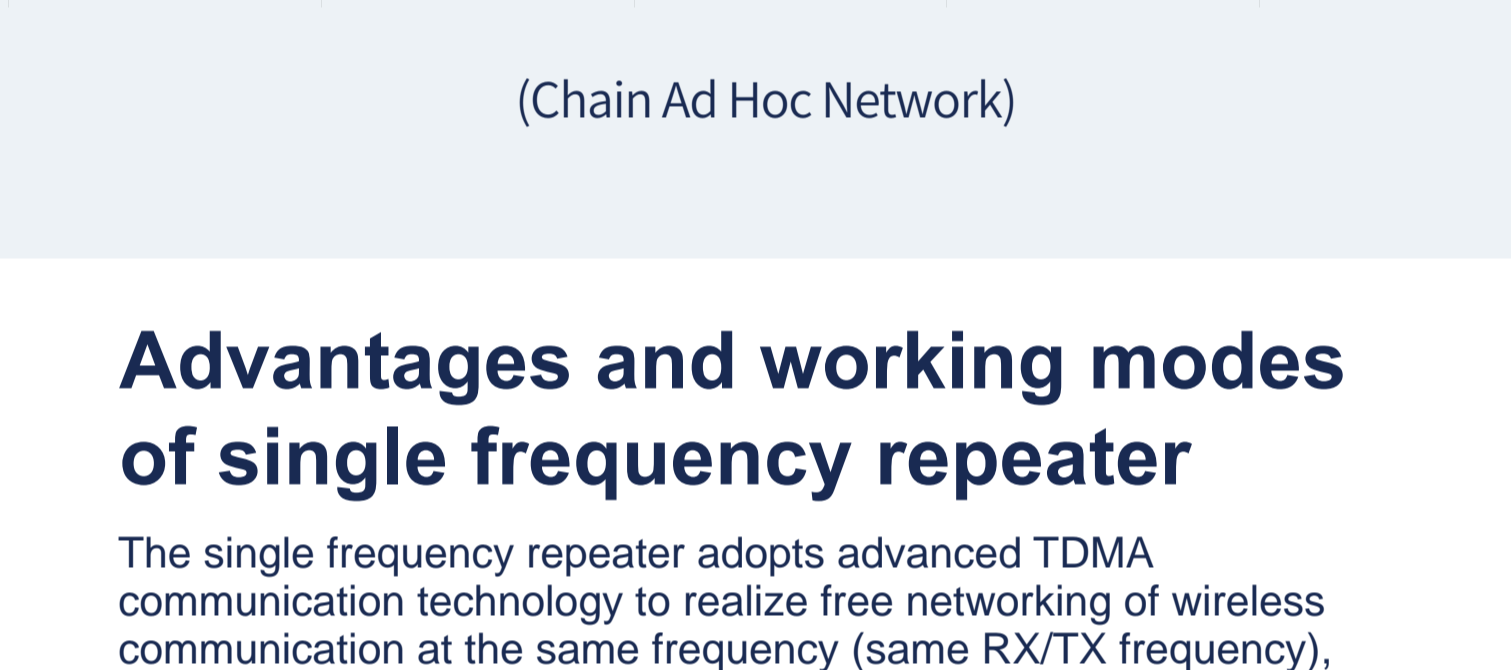 (Chain Ad Hoc Network)
Advantages and working modes
of single frequency repeater
The single frequency repeater adopts advanced TDMA
communication technology to realize free networking of wireless
communication at the same frequency (same RX/TX frequency),